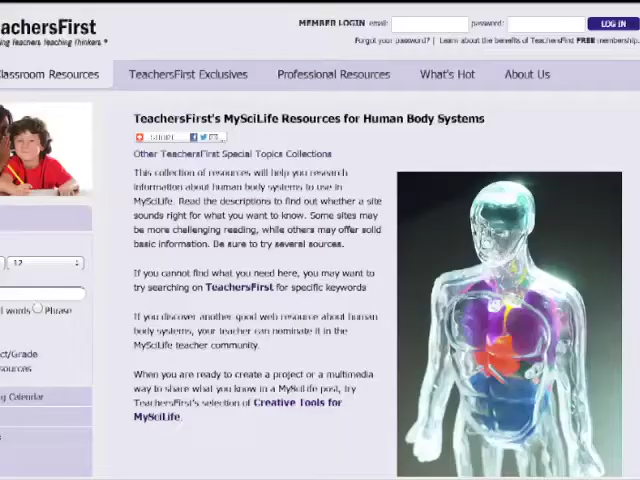 achersFirst
ing Teachers Teaching Thinkers
MEMBER LOGIN email: password: LOG IN
Forgot your password? | Learn about the benefits of TeachersFirst FREE membership.
Classroom Resources TeachersFirst Exclusives Professional Resources What's Hot About Us
TeachersFirst's MySciLife Resources for Human Body Systems
SHARE
Other TeachersFirst Special Topics Collections
This collection of resources will help you research
information about human body systems to use in
MySciLife. Read the descriptions to find out whether a site
sounds right for what you want to know. Some sites may
be more challenging reading, while others may offer solid
basic information. Be sure to try several sources.
If you cannot find what you need here, you may want to
try searching on TeachersFirst for specific keywords
If you discover another good web resource about human
body systems, your teacher can nominate it in the
MySciLife teacher community.
When you are ready to create a project or a multimedia
way to share what you know in a MySciLife post, try
TeachersFirst's selection of Creative Tools for
MySciLife.
12
l words Phrase
ct/Grade
sources
g Calendar